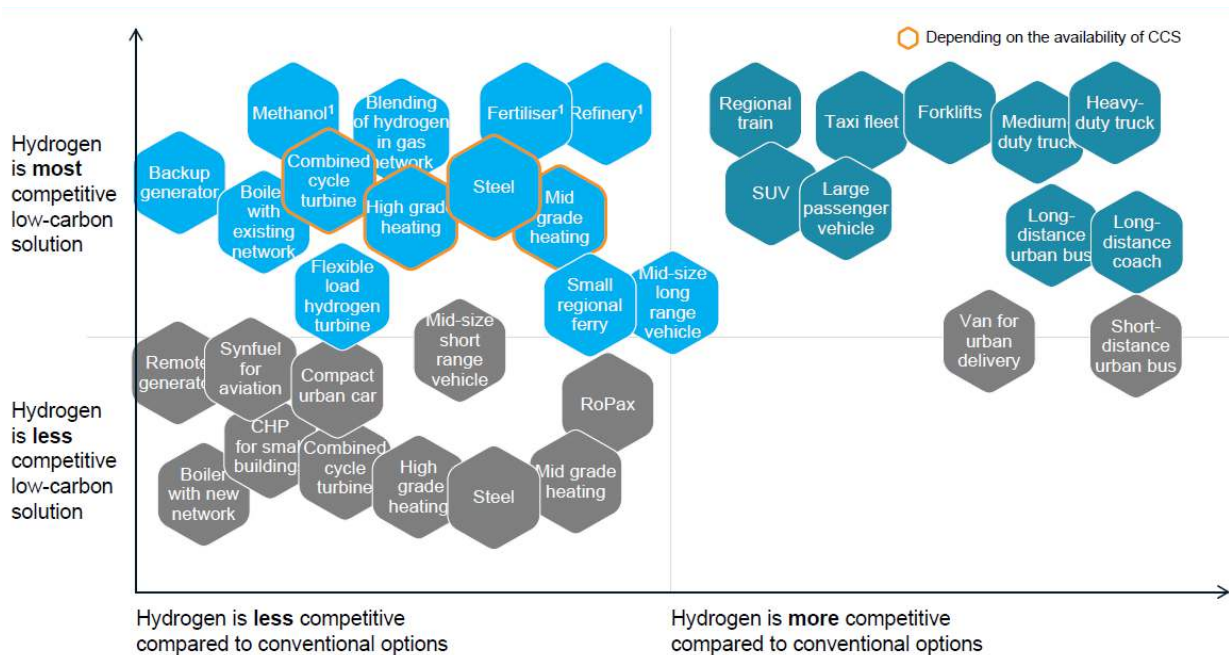 Depending on the availability of CCS
Hydrogen
is most
competitive
low-carbon
solution
Methanol¹
Blending
of hydrogen
in gas
network
Fertiliser¹
Refinery¹
Regional
train
Taxi fleet
Forklifts
Medium-
duty truck
Heavy-
duty truck
Backup
generator
Boiler
with
existing
network
Combined
cycle
turbine
High grade
heating
Steel
Mid
grade
heating
SUV
Large
passenger
vehicle
Long-
distance
urban bus
Long-
distance
coach
Flexible
load
hydrogen
turbine
Small
regional
ferry
Mid-size
long
range
vehicle
Mid-size
short
range
vehicle
Van for
urban
delivery
Short-
distance
urban bus
Hydrogen
is less
competitive
low-carbon
solution
Remote
generator
Synfuel
for
aviation
Compact
urban car
RoPax
CHP
for small
buildings
Boiler
with new
network
Combined
cycle
turbine
High
grade
heating
Steel
Mid grade
heating
Hydrogen is less competitive
compared to conventional options
Hydrogen is more competitive
compared to conventional options